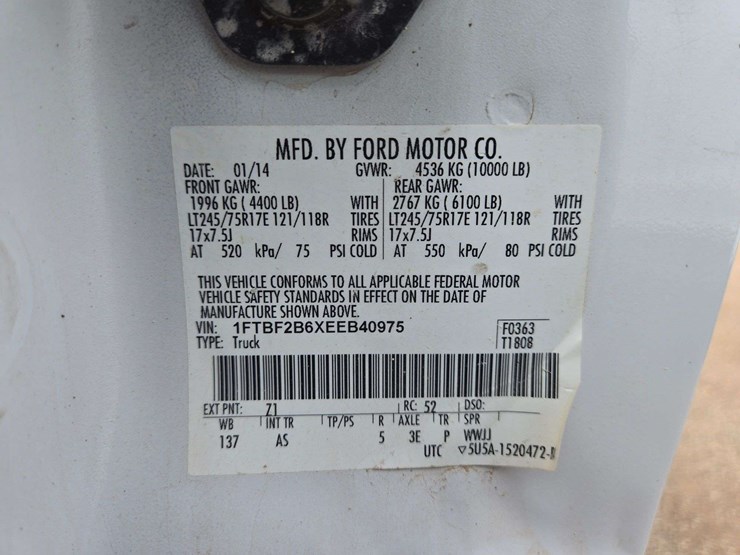 MFD. BY FORD MOTOR CO.
DATE: 01/14 GVWR: 4536 KG (10000 LB)
FRONT GAWR: REAR GAWR:
1996 KG ( 4400 LB) WITH 2767 KG ( 6100 LB) WITH
LT245/75R17E 121/118R TIRES LT245/75R17E 121/118R TIRES
17x7.5J RIMS 17x7.5J RIMS
AT 520 kPa/ 75 PSI COLD AT 550 kPa/ 80 PSI COLD
THIS VEHICLE CONFORMS TO ALL APPLICABLE FEDERAL MOTOR
VEHICLE SAFETY STANDARDS IN EFFECT ON THE DATE OF
MANUFACTURE SHOWN ABOVE.
VIN: 1FTBF2B6XEEB40975 F0363
TYPE: Truck T1808
EXT PNT: Z1 RC: 52 DSO:
WB INT TR TP/PS R AXLE TR SPR
137 AS 5 3E P WWJJ
UTC ▽5U5A-1520472-